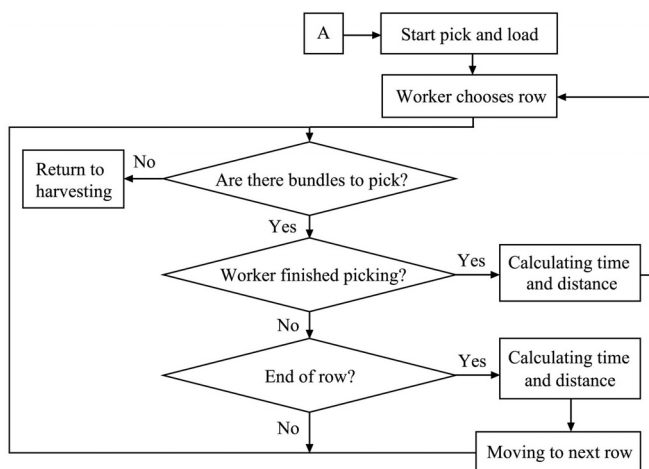 A
Start pick and load
Worker chooses row
Return to
harvesting
No
Are there bundles to pick?
Yes
Worker finished picking?
Yes
Calculating time
and distance
No
End of row?
Yes
Calculating time
and distance
No
Moving to next row